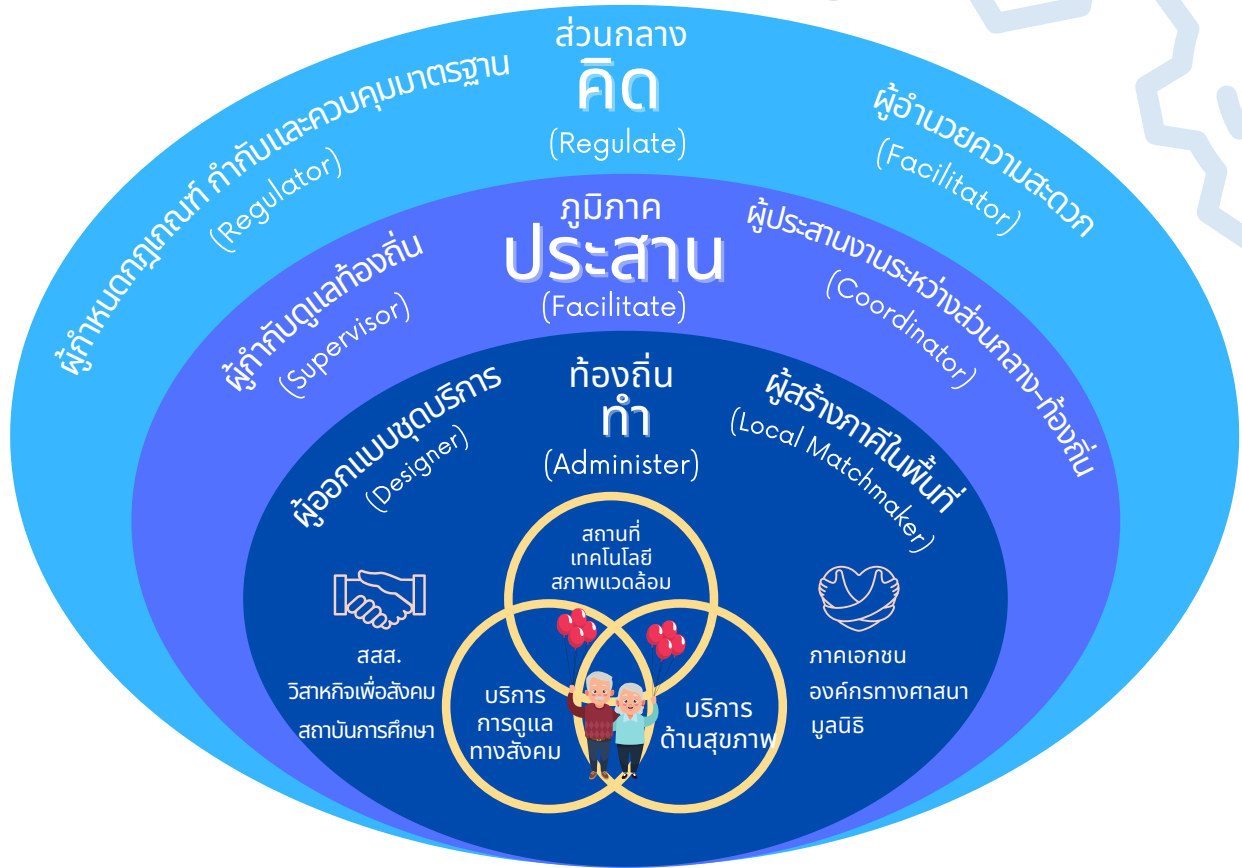 ส่วนกลาง
คิด
(Regulate)
ผู้กำหนดกฎเกณฑ์ กำกับและควบคุมมาตรฐาน
(Regulator)
ผู้อำนวยความสะดวก
(Facilitator)
ภูมิภาค
ประสาน
(Facilitate)
ผู้กำกับดูแลท้องถิ่น
(Supervisor)
ผู้ประสานงานระหว่างส่วนกลาง-ท้องถิ่น
(Coordinator)
ท้องถิ่น
ทำ
(Administer)
ผู้ออกแบบชุดบริการ
(Designer)
ผู้สร้างภาคีในพื้นที่
(Local Matchmaker)
สถานที่
เทคโนโลยี
สภาพแวดล้อม
สสส.
วิสาหกิจเพื่อสังคม
สถาบันการศึกษา
บริการ
การดูแล
ทางสังคม
บริการ
ด้านสุขภาพ
ภาคเอกชน
องค์กรทางศาสนา
มูลนิธิ